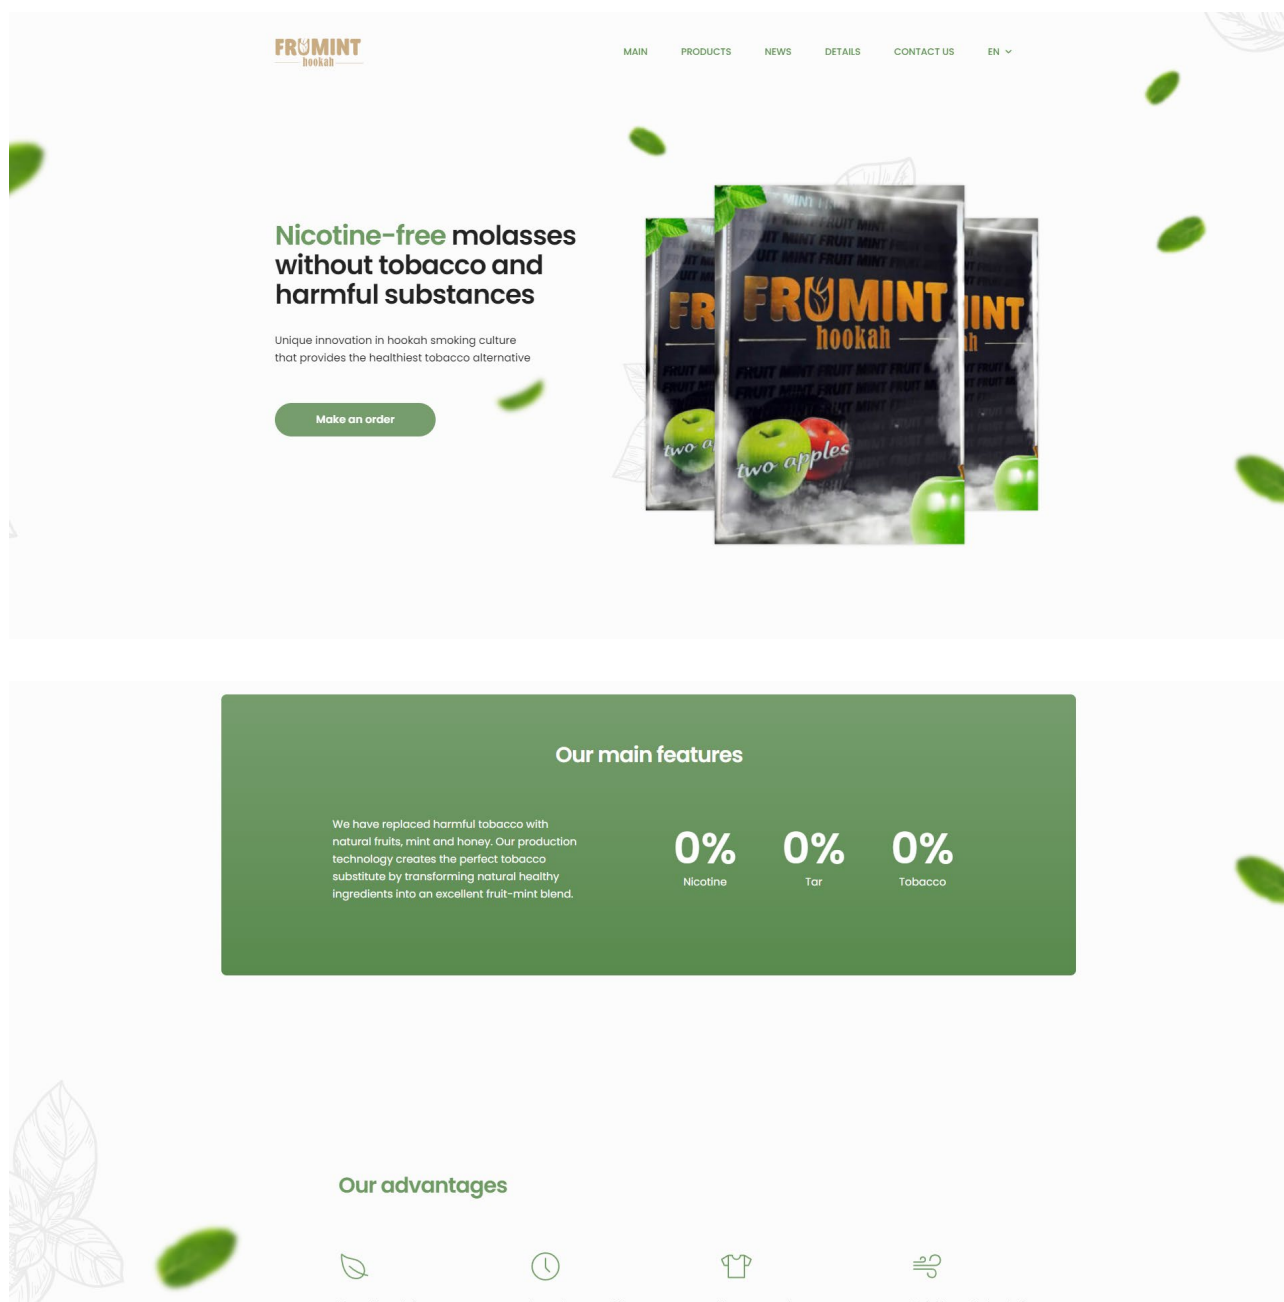 FRUMINT
hookah
MAIN PRODUCTS NEWS DETAILS CONTACT US EN
Nicotine-free molasses
without tobacco and
harmful substances
Unique innovation in hookah smoking culture
that provides the healthiest tobacco alternative
Make an order
FRUMINT
hookah
two apples
Our main features
We have replaced harmful tobacco with
natural fruits, mint and honey. Our production
technology creates the perfect tobacco
substitute by transforming natural healthy
ingredients into an excellent fruit-mint blend.
0% 0% 0%
Nicotine Tar Tobacco
Our advantages